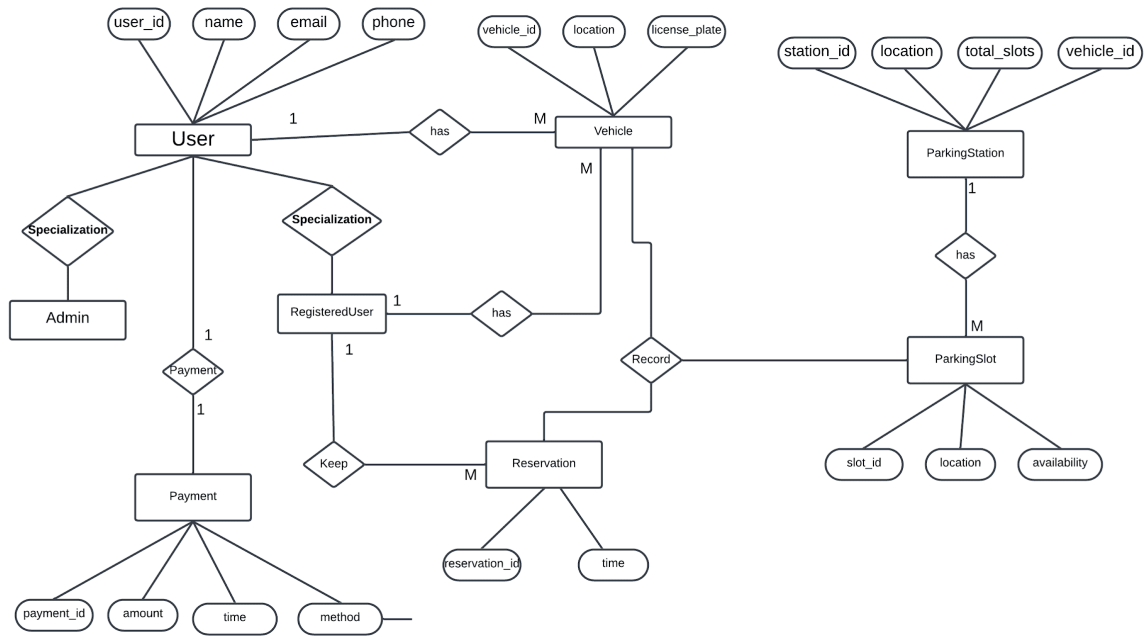 user_id
name
email
phone
vehicle_id
location
license_plate
station_id
location
total_slots
vehicle_id
User
1
has
M
Vehicle
ParkingStation
M
1
Specialization
Specialization
has
Admin
RegisteredUser
1
has
M
1
1
Payment
Record
ParkingSlot
1
Keep
M
Reservation
Payment
slot_id
location
availability
reservation_id
time
payment_id
amount
time
method